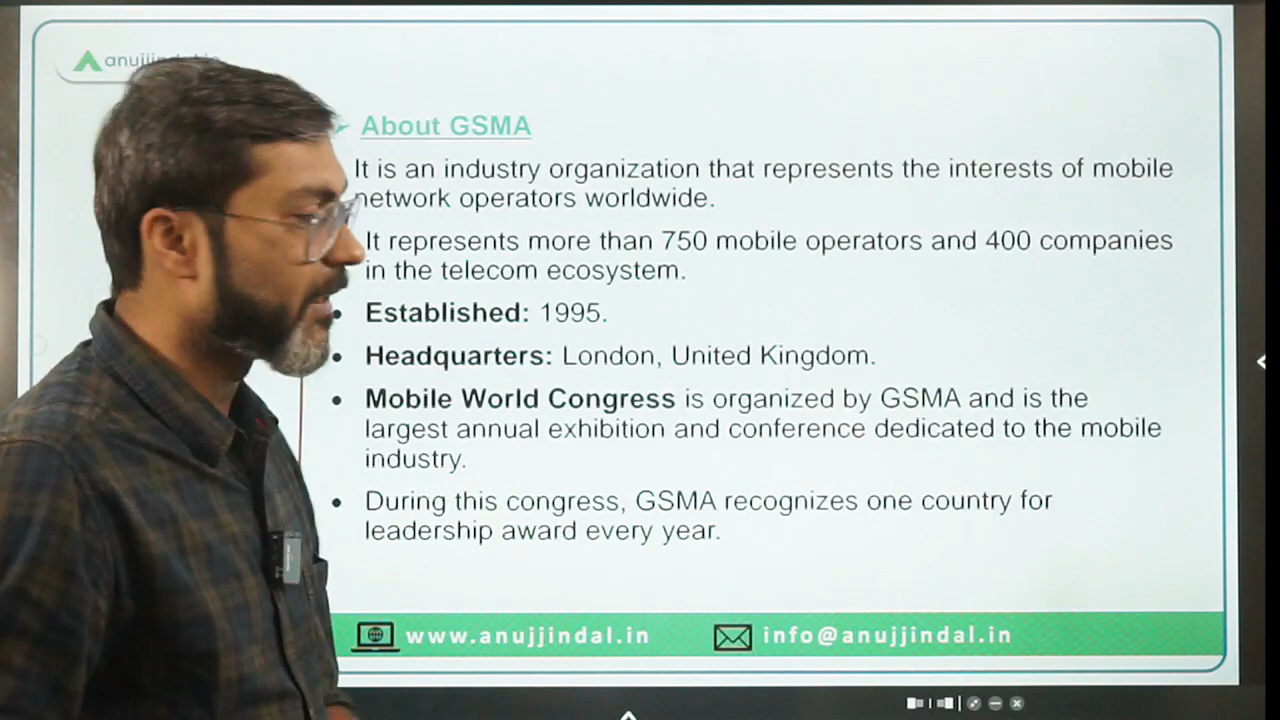 About GSMA
It is an industry organization that represents the interests of mobile
network operators worldwide.
It represents more than 750 mobile operators and 400 companies
in the telecom ecosystem.
• Established: 1995.
• Headquarters: London, United Kingdom.
• Mobile World Congress is organized by GSMA and is the
largest annual exhibition and conference dedicated to the mobile
industry.
• During this congress, GSMA recognizes one country for
leadership award every year.
www.anujjindal.in info@anujjindal.in